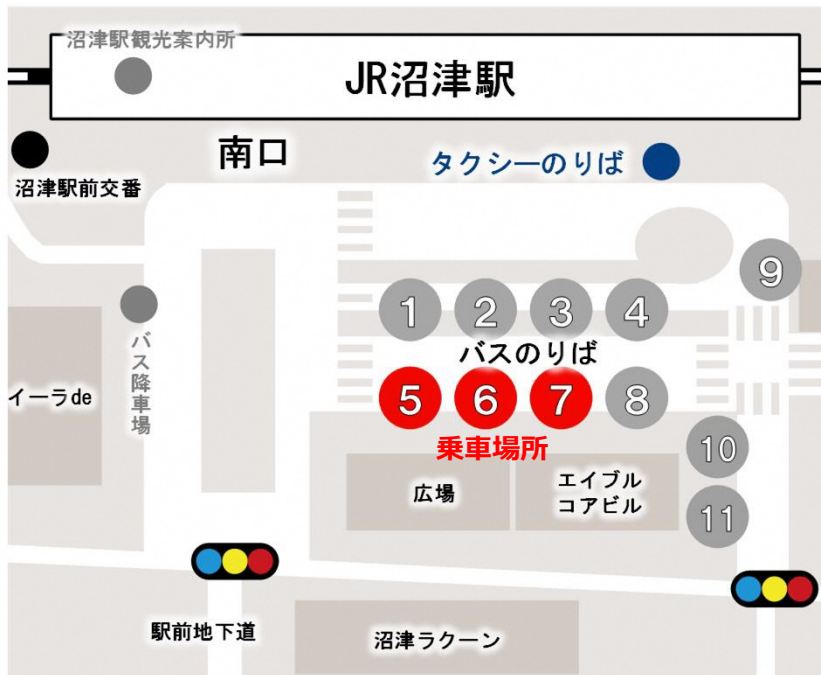 沼津駅観光案内所
JR沼津駅
南口
タクシーのりば
沼津駅前交番
9
1
2
3
4
バスのりば
バス降車場
イーラde
5
6
7
8
乗車場所
10
広場
エイブル
コアビル
11
駅前地下道
沼津ラクーン